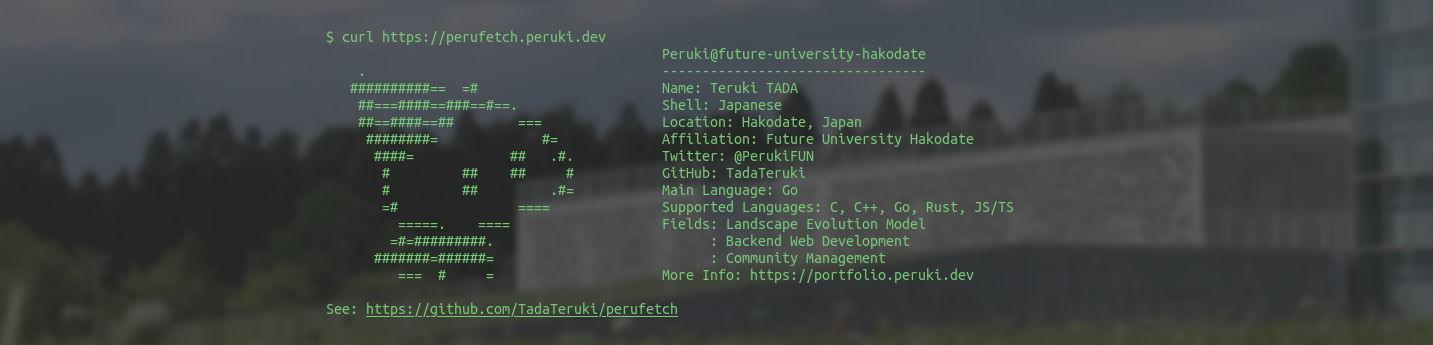 $ curl https://perufetch.peruki.dev
Peruki@future-university-hakodate
---------------------------------
Name: Teruki TADA
Shell: Japanese
Location: Hakodate, Japan
Affiliation: Future University Hakodate
Twitter: @PerukiFUN
GitHub: TadaTeruki
Main Language: Go
Supported Languages: C, C++, Go, Rust, JS/TS
Fields: Landscape Evolution Model
: Backend Web Development
: Community Management
More Info: https://portfolio.peruki.dev
See: https://github.com/TadaTeruki/perufetch